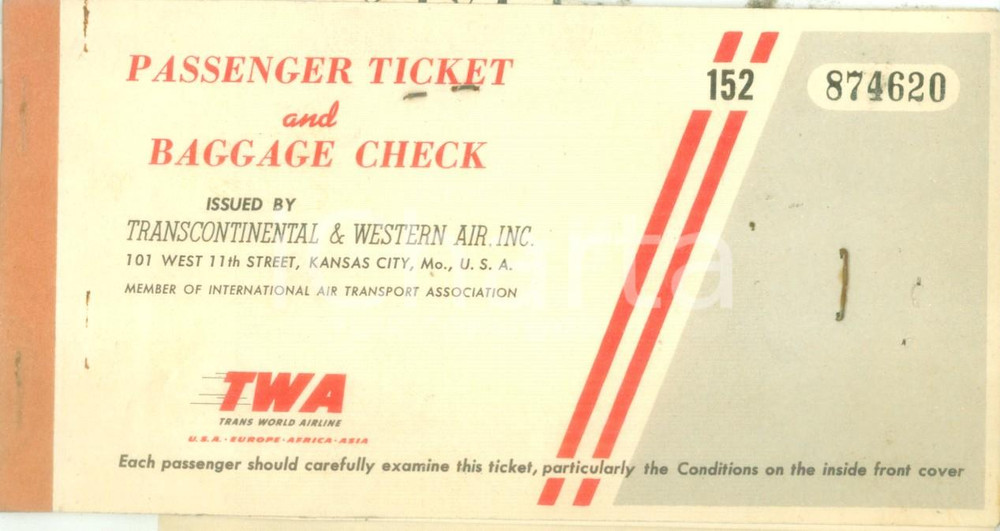 PASSENGER TICKET
and
BAGGAGE CHECK
152
874620
ISSUED BY
TRANSCONTINENTAL & WESTERN AIR, INC.
101 WEST 11th STREET, KANSAS CITY, Mo., U. S. A.
MEMBER OF INTERNATIONAL AIR TRANSPORT ASSOCIATION
TWA
TRANS WORLD AIRLINE
U.S.A. · EUROPE · AFRICA · ASIA
Each passenger should carefully examine this ticket, particularly the Conditions on the inside front cover